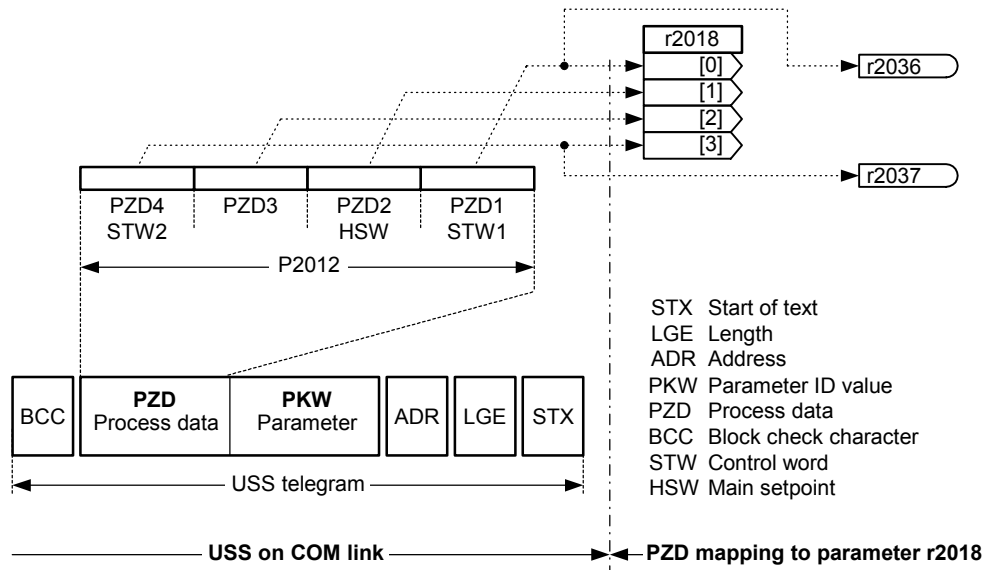 r2018
[0]
[1]
[2]
[3]
r2036
r2037
PZD4 PZD3 PZD2 PZD1
STW2 HSW STW1
P2012
STX Start of text
LGE Length
ADR Address
PKW Parameter ID value
PZD Process data
BCC Block check character
STW Control word
HSW Main setpoint
BCC PZD Process data PKW Parameter ADR LGE STX
USS telegram
USS on COM link PZD mapping to parameter r2018